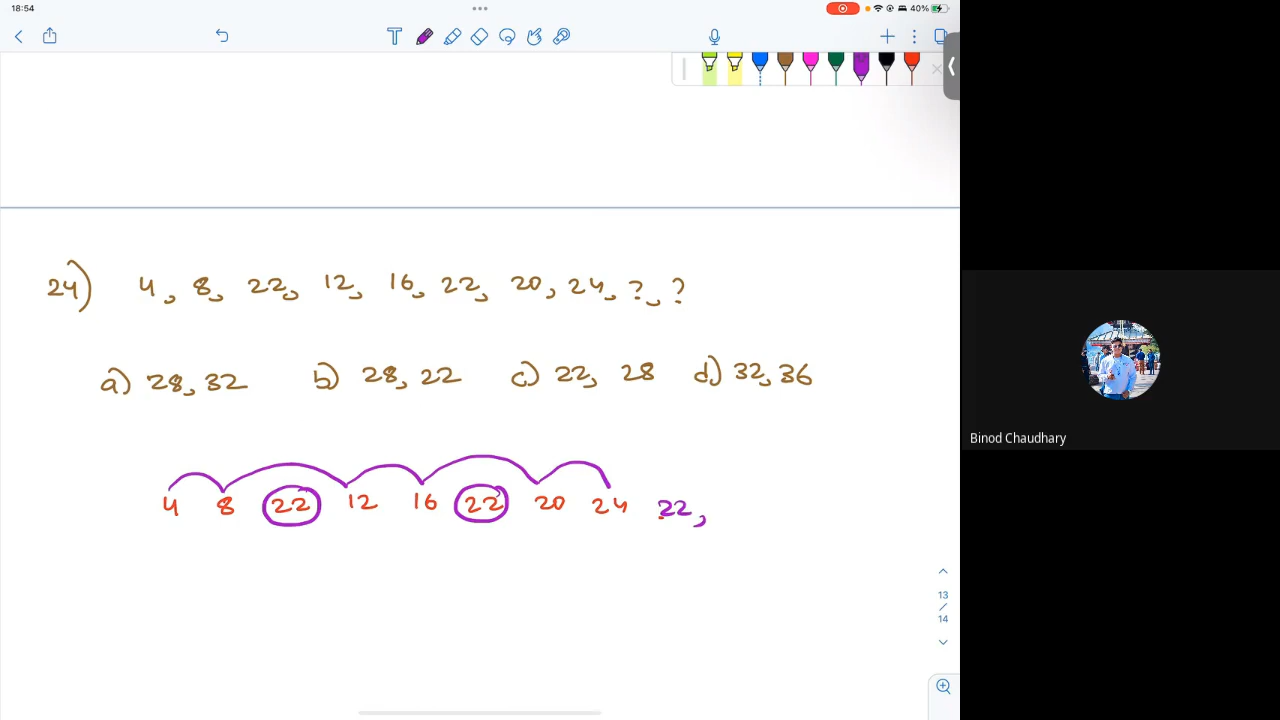 18:54
40%
T
24) 4, 8, 22, 12, 16, 22, 20, 24, ?, ?
a) 28, 32 b) 28, 22 c) 22, 28 d) 32, 36
4 8 22 12 16 22 20 24 22,
Binod Chaudhary
13
/
14